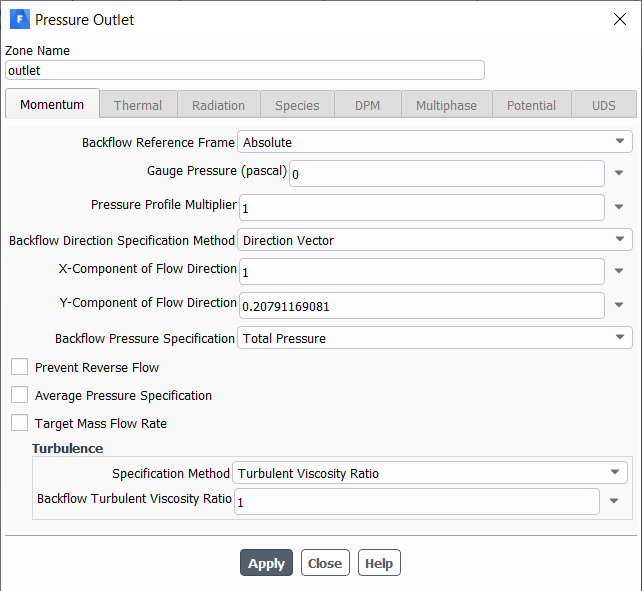 F Pressure Outlet
Zone Name
outlet
Momentum Thermal Radiation Species DPM Multiphase Potential UDS
Backflow Reference Frame Absolute
Gauge Pressure (pascal) 0
Pressure Profile Multiplier 1
Backflow Direction Specification Method Direction Vector
X-Component of Flow Direction 1
Y-Component of Flow Direction 0.20791169081
Backflow Pressure Specification Total Pressure
Prevent Reverse Flow
Average Pressure Specification
Target Mass Flow Rate
Turbulence
Specification Method Turbulent Viscosity Ratio
Backflow Turbulent Viscosity Ratio 1
Apply Close Help